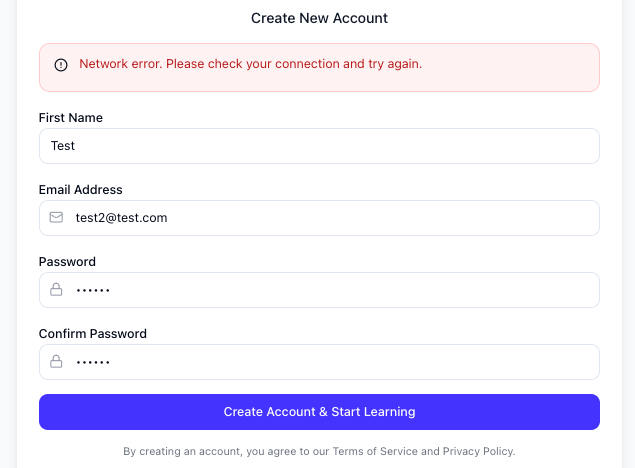 Create New Account
Network error. Please check your connection and try again.
First Name
Test
Email Address
test2@test.com
Password
••••••
Confirm Password
••••••
Create Account & Start Learning
By creating an account, you agree to our Terms of Service and Privacy Policy.